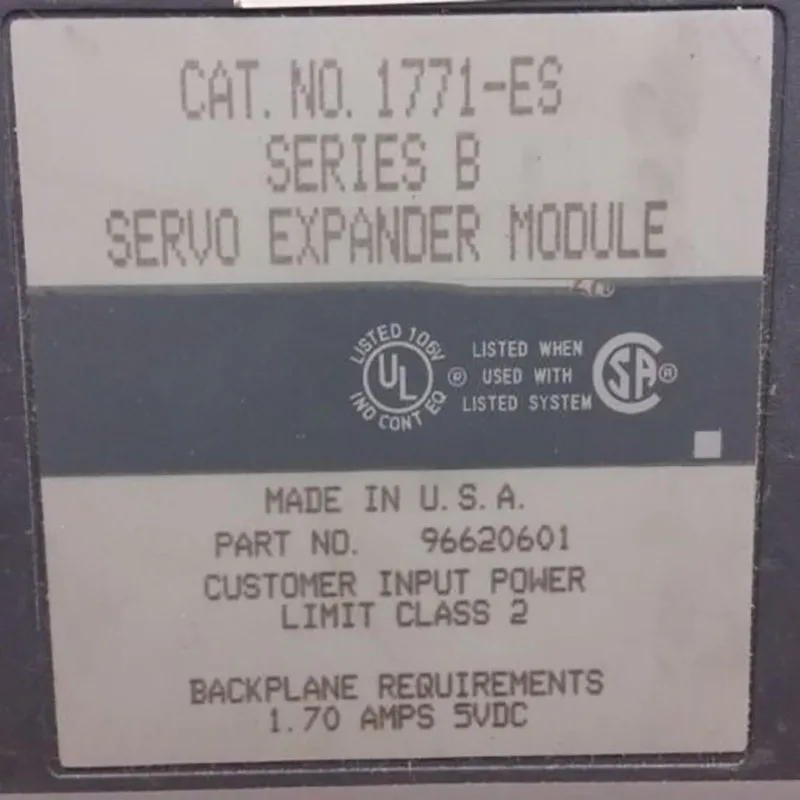 CAT. NO. 1771-ES
SERIES B
SERVO EXPANDER MODULE
LISTED 106V
UL
IND CONT EQ
®
LISTED WHEN
USED WITH
LISTED SYSTEM
SA ®
MADE IN U.S.A.
PART NO. 96620601
CUSTOMER INPUT POWER
LIMIT CLASS 2
BACKPLANE REQUIREMENTS
1.70 AMPS 5VDC